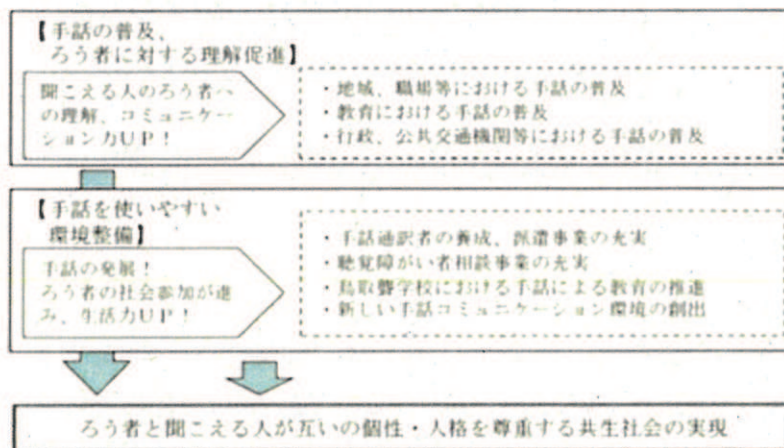 【手話の普及、
ろう者に対する理解促進】
聞こえる人のろう者へ
の理解、コミュニケー
ション力UP！
・地域、職場等における手話の普及
・教育における手話の普及
・行政、公共交通機関等における手話の普及
【手話を使いやすい
環境整備】
手話の発展！
ろう者の社会参加が進
み、生活力UP！
・手話通訳者の養成、派遣事業の充実
・聴覚障がい者相談事業の充実
・鳥取聾学校における手話による教育の推進
・新しい手話コミュニケーション環境の創出
ろう者と聞こえる人が互いの個性・人格を尊重する共生社会の実現